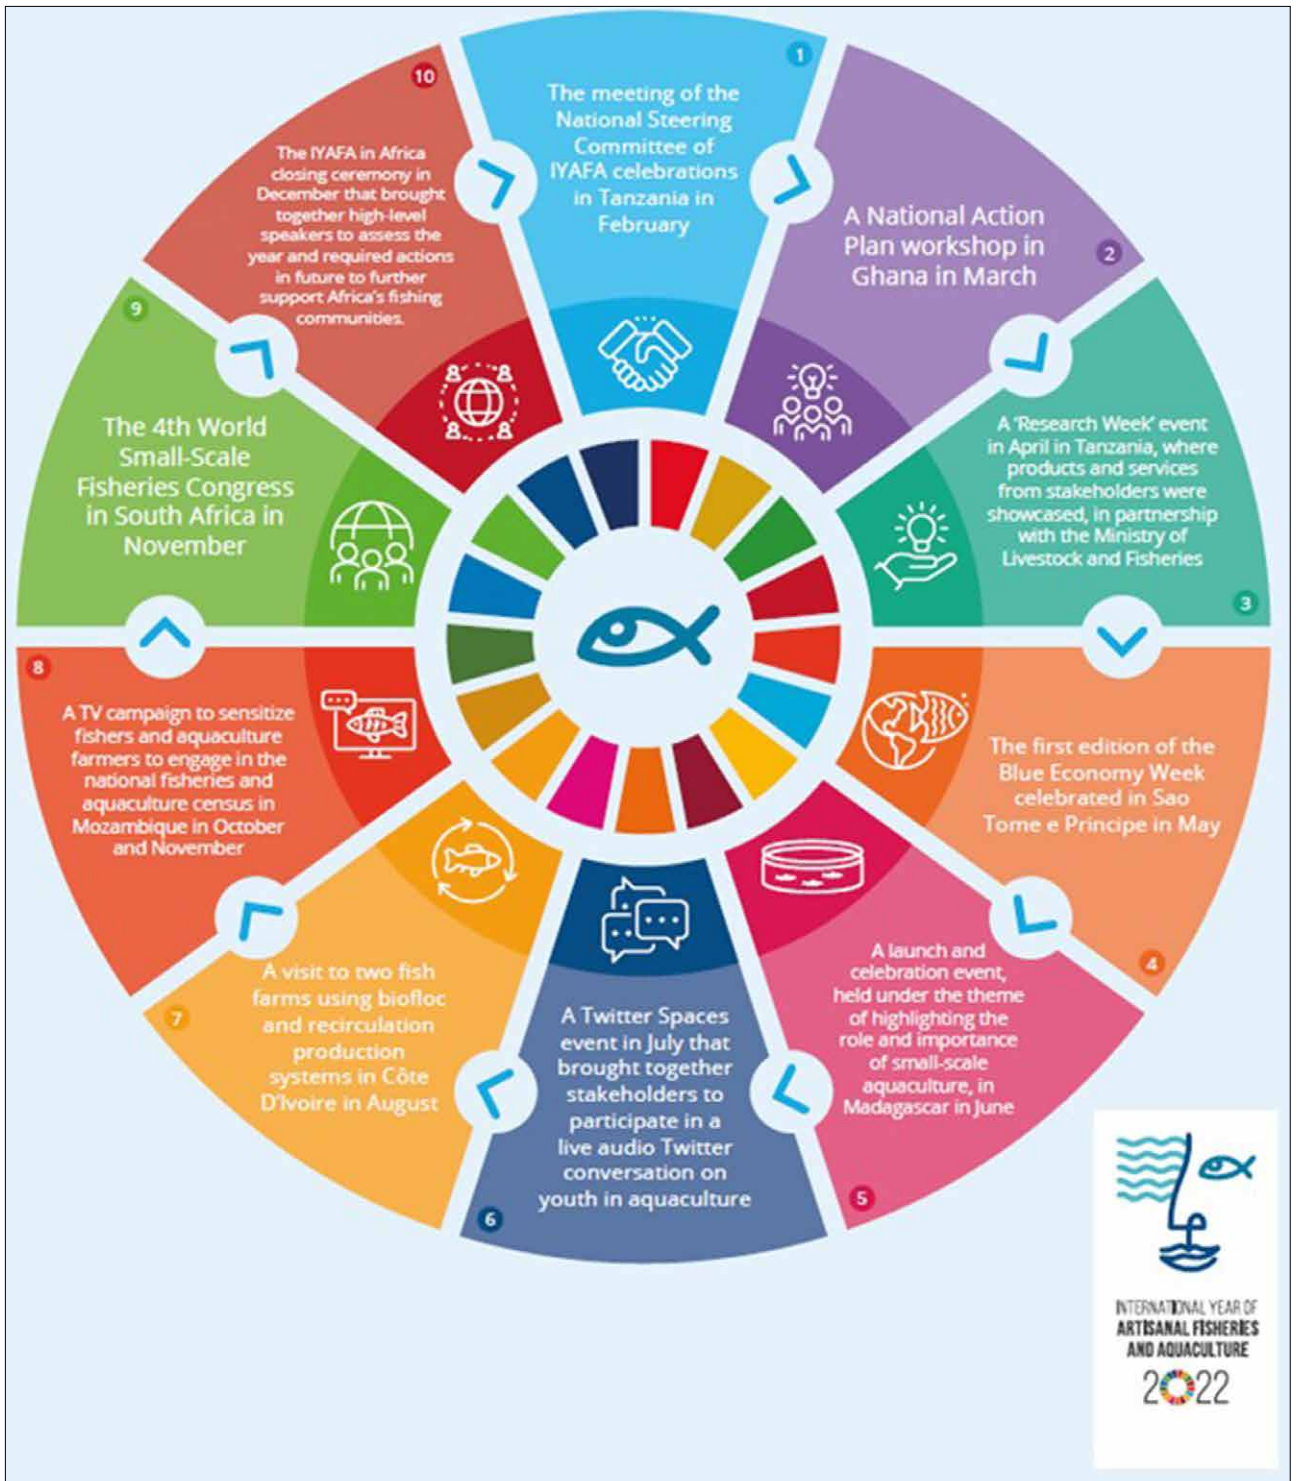 1
The meeting of the
National Steering
Committee of
IYAFA celebrations
in Tanzania in
February
2
A National Action
Plan workshop in
Ghana in March
3
A 'Research Week' event
in April in Tanzania, where
products and services
from stakeholders were
showcased, in partnership
with the Ministry of
Livestock and Fisheries
4
The first edition of the
Blue Economy Week
celebrated in Sao
Tome e Principe in May
5
A launch and
celebration event,
held under the theme
of highlighting the
role and importance
of small-scale
aquaculture, in
Madagascar in June
6
A Twitter Spaces
event in July that
brought together
stakeholders to
participate in a
live audio Twitter
conversation on
youth in aquaculture
7
A visit to two fish
farms using biofloc
and recirculation
production
systems in Côte
D'Ivoire in August
8
A TV campaign to sensitize
fishers and aquaculture
farmers to engage in the
national fisheries and
aquaculture census in
Mozambique in October
and November
9
The 4th World
Small-Scale
Fisheries Congress
in South Africa in
November
10
The IYAFA in Africa
closing ceremony in
December that brought
together high-level
speakers to assess the
year and required actions
in future to further
support Africa's fishing
communities.
INTERNATIONAL YEAR OF
ARTISANAL FISHERIES
AND AQUACULTURE
2022